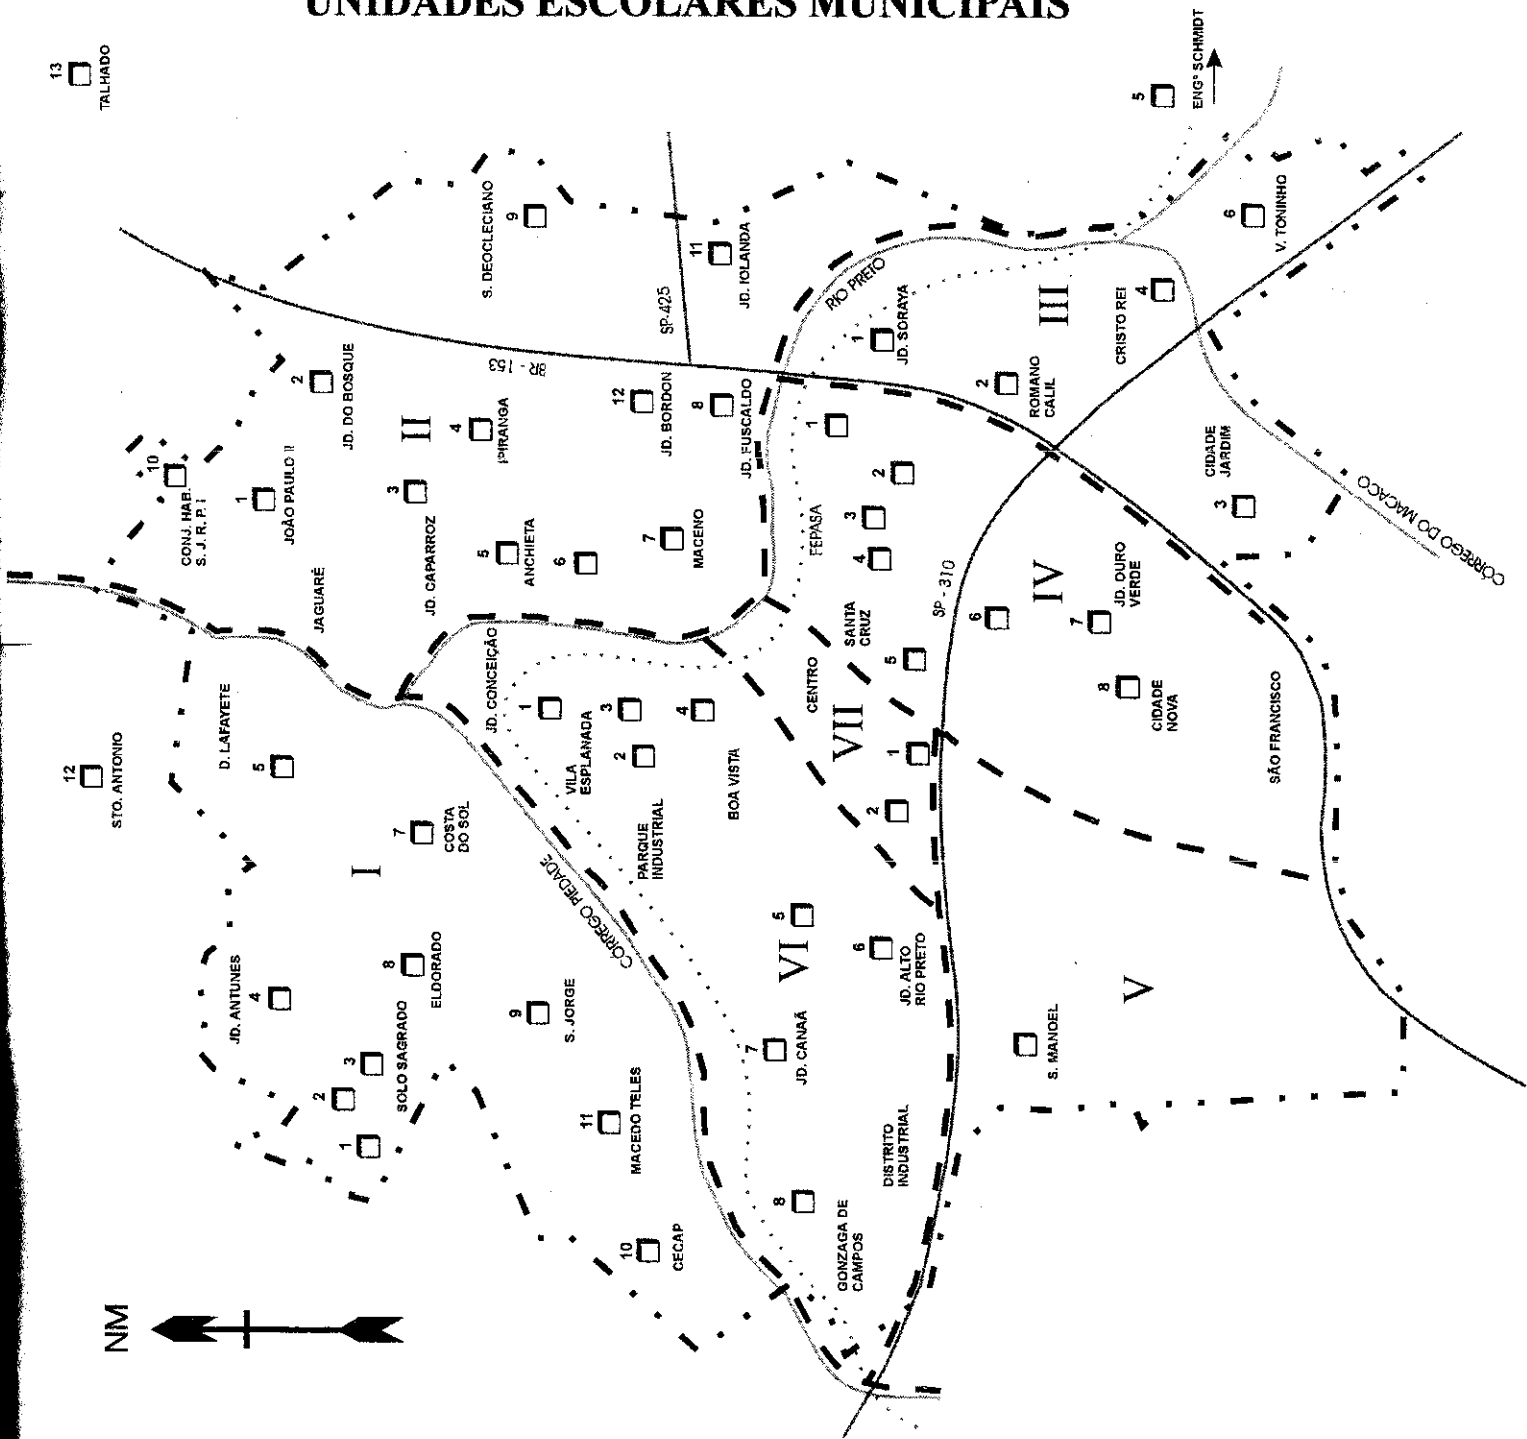 UNIDADES ESCOLARES MUNICIPAIS
13
TALHADO
5
ENGº SCHMIDT
S. DEOCLECIANO
9
SP-425
11
JD. IOLANDA
RIO PRETO
6
V. TONINHO
BR - 153
2
JD. DO BOSQUE
II
4
IPIRANGA
12
JD. BORDON
8
JD. FUSCALDO
1
JD. SORAYA
III
CRISTO REI
4
2
ROMANO
CALIL
10
CONJ. HAB.
S. J. R. P. I
1
JOÃO PAULO II
3
JD. CAPARROZ
5
ANCHIETA
6
7
MACENO
1
2
3
4
FEPASA
CIDADE
JARDIM
3
CÓRREGO DO MACACO
JAGUARÉ
SP - 310
IV
6
7
JD. OURO
VERDE
8
CIDADE
NOVA
SÃO FRANCISCO
SANTA
CRUZ
5
CENTRO
VII
1
2
JD. CONCEIÇÃO
1
VILA
ESPLANADA
3
2
4
BOA VISTA
PARQUE
INDUSTRIAL
12
STO. ANTONIO
D. LAFAYETE
5
7
COSTA
DO SOL
I
CÓRREGO PIEDADE
JD. ANTUNES
4
8
ELDORADO
3
2
1
SOLO SAGRADO
9
S. JORGE
5
VI
6
JD. ALTO
RIO PRETO
7
JD. CANAÃ
V
S. MANOEL
11
MACEDO TELES
10
CECAP
8
GONZAGA DE
CAMPOS
DISTRITO
INDUSTRIAL
NM